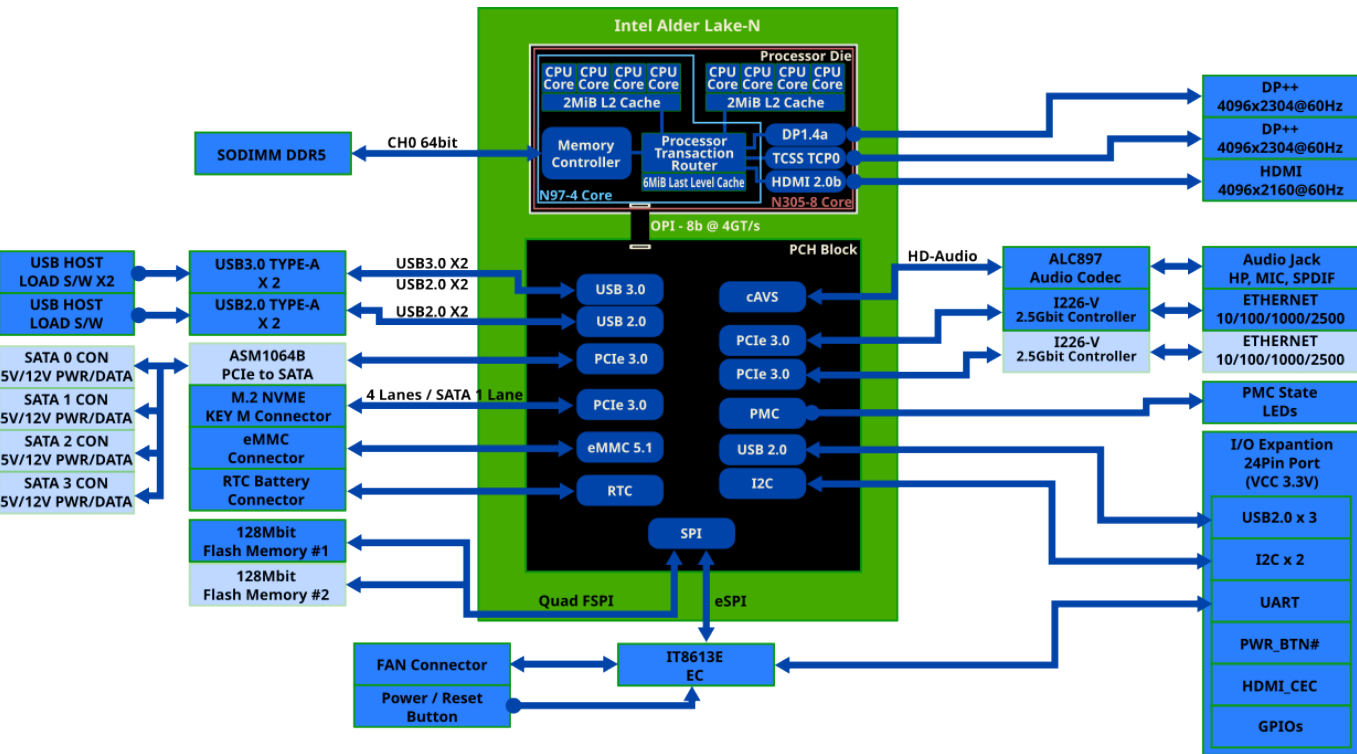 Intel Alder Lake-N
Processor Die
CPU Core
CPU Core
CPU Core
CPU Core
2MiB L2 Cache
CPU Core
CPU Core
CPU Core
CPU Core
2MiB L2 Cache
Memory
Controller
Processor
Transaction
Router
6MiB Last Level Cache
DP1.4a
TCSS TCP0
HDMI 2.0b
N97-4 Core
N305-8 Core
OPI - 8b @ 4GT/s
SODIMM DDR5
CH0 64bit
DP++
4096x2304@60Hz
DP++
4096x2304@60Hz
HDMI
4096x2160@60Hz
PCH Block
USB 3.0
USB 2.0
PCIe 3.0
PCIe 3.0
eMMC 5.1
RTC
SPI
cAVS
PCIe 3.0
PCIe 3.0
PMC
USB 2.0
I2C
USB HOST
LOAD S/W X2
USB HOST
LOAD S/W
USB3.0 TYPE-A
X 2
USB2.0 TYPE-A
X 2
USB3.0 X2
USB2.0 X2
USB2.0 X2
SATA 0 CON
5V/12V PWR/DATA
SATA 1 CON
5V/12V PWR/DATA
SATA 2 CON
5V/12V PWR/DATA
SATA 3 CON
5V/12V PWR/DATA
ASM1064B
PCIe to SATA
M.2 NVME
KEY M Connector
4 Lanes / SATA 1 Lane
eMMC
Connector
RTC Battery
Connector
128Mbit
Flash Memory #1
128Mbit
Flash Memory #2
Quad FSPI
eSPI
HD-Audio
ALC897
Audio Codec
I226-V
2.5Gbit Controller
I226-V
2.5Gbit Controller
Audio Jack
HP, MIC, SPDIF
ETHERNET
10/100/1000/2500
ETHERNET
10/100/1000/2500
PMC State
LEDs
I/O Expantion
24Pin Port
(VCC 3.3V)
USB2.0 x 3
I2C x 2
UART
PWR_BTN#
HDMI_CEC
GPIOs
FAN Connector
Power / Reset
Button
IT8613E
EC